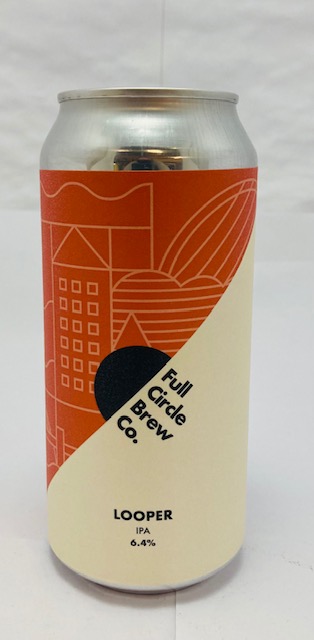 Full
Circle
Brew
Co.
LOOPER
IPA
6.4%